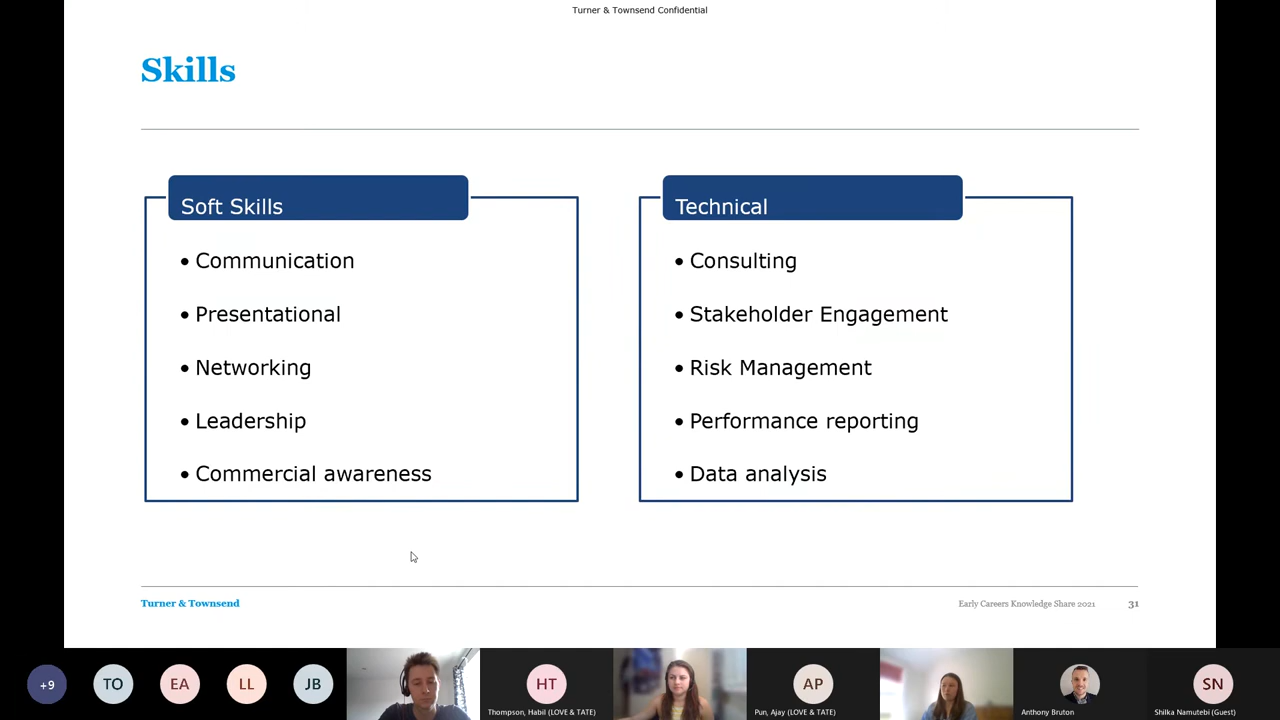 Turner & Townsend Confidential
Skills
Soft Skills
• Communication
• Presentational
• Networking
• Leadership
• Commercial awareness
Technical
• Consulting
• Stakeholder Engagement
• Risk Management
• Performance reporting
• Data analysis
Turner & Townsend
Early Careers Knowledge Share 2021
31
+9
TO
EA
LL
JB
HT
Thompson, Habil (LOVE & TATE)
AP
Pun, Ajay (LOVE & TATE)
Anthony Bruton
SN
Shilka Namutebi (Guest)